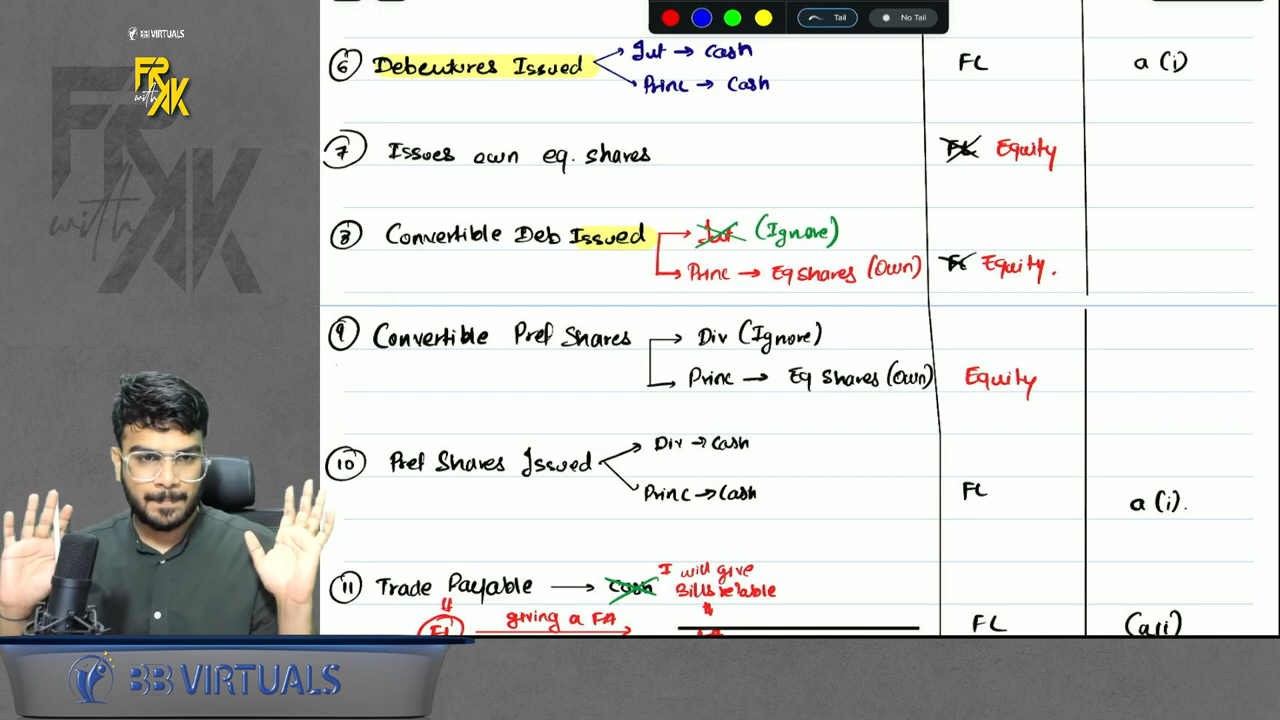 BB VIRTUALS
FR
with AK
Tail
No Tail
6 Debentures Issued Int → Cash FL a (i)
Princ → Cash
7 Issues own eq. shares FL Equity
8 Convertible Deb Issued Int (Ignore)
Princ → Eq shares (Own) FL Equity.
9 Convertible Pref Shares Div (Ignore)
Princ → Eq Shares (Own) Equity
10 Pref Shares Issued Div → Cash
Princ → Cash FL a (i).
11 Trade Payable → Cash I will give
Bills
giving a FA FL (a(i)
FL
BB VIRTUALS